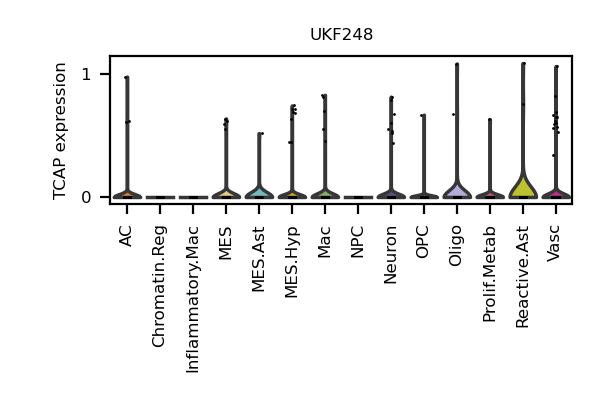 UKF248
TCAP expression
1
0
AC
Chromatin.Reg
Inflammatory.Mac
MES
MES.Ast
MES.Hyp
Mac
NPC
Neuron
OPC
Oligo
Prolif.Metab
Reactive.Ast
Vasc